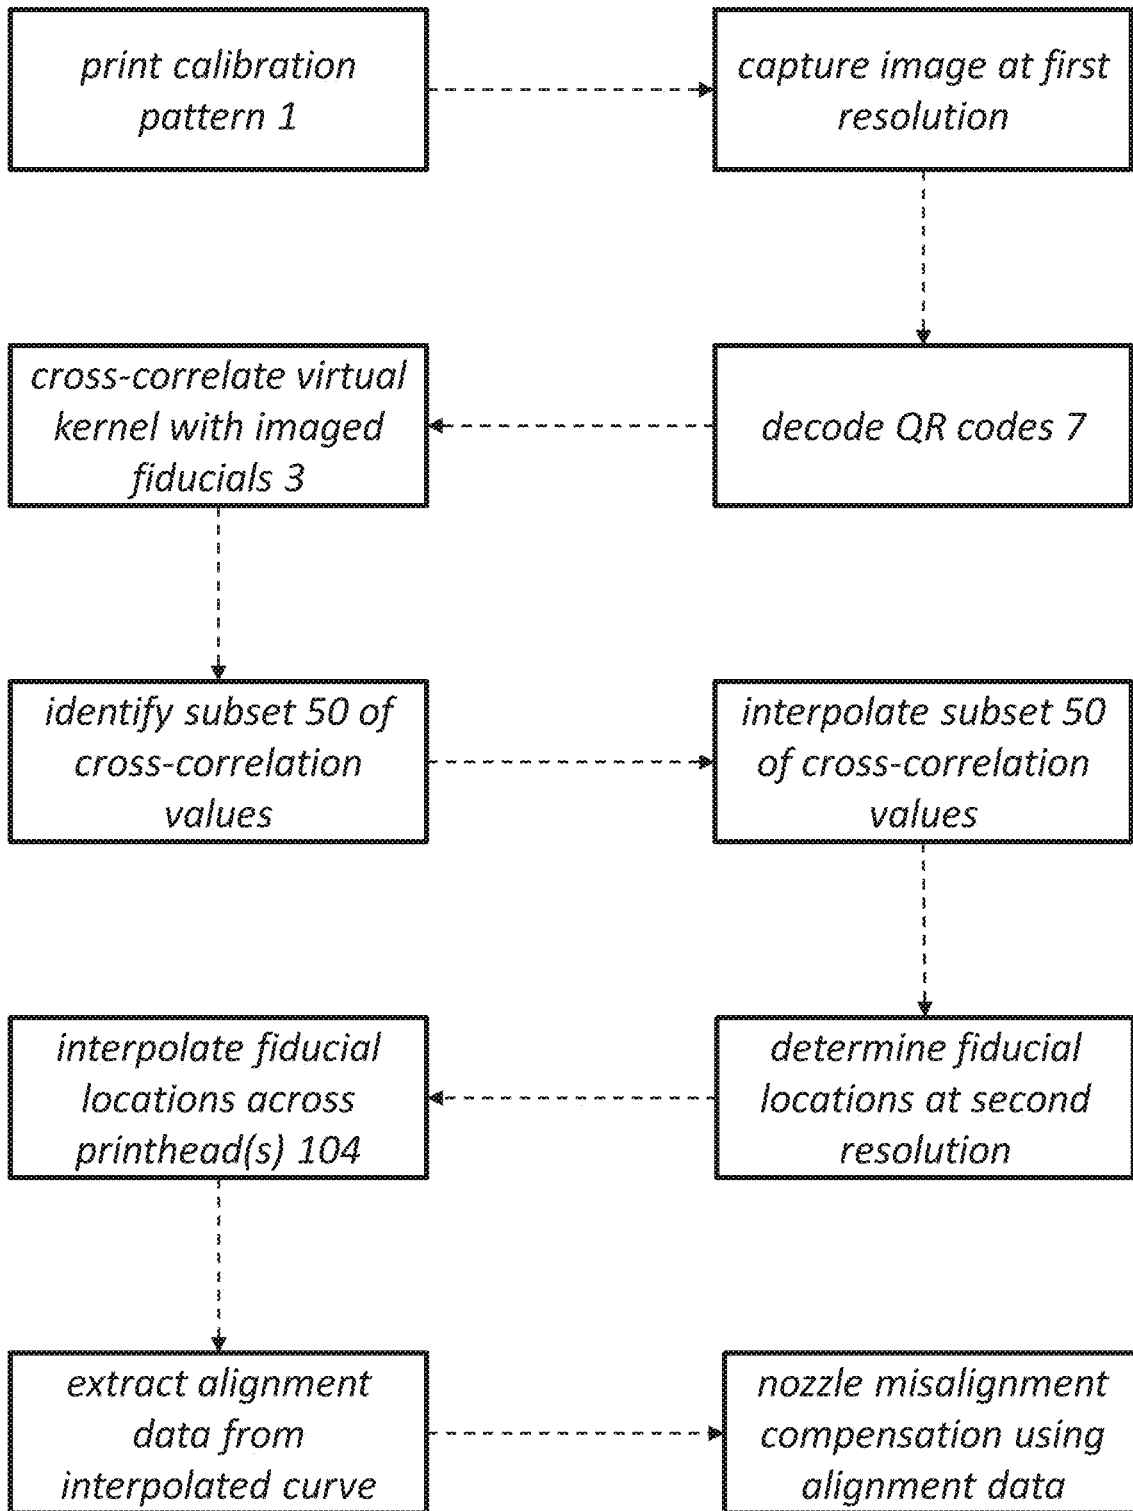 print calibration
pattern 1
capture image at first
resolution
decode QR codes 7
cross-correlate virtual
kernel with imaged
fiducials 3
identify subset 50 of
cross-correlation
values
interpolate subset 50
of cross-correlation
values
determine fiducial
locations at second
resolution
interpolate fiducial
locations across
printhead(s) 104
extract alignment
data from
interpolated curve
nozzle misalignment
compensation using
alignment data